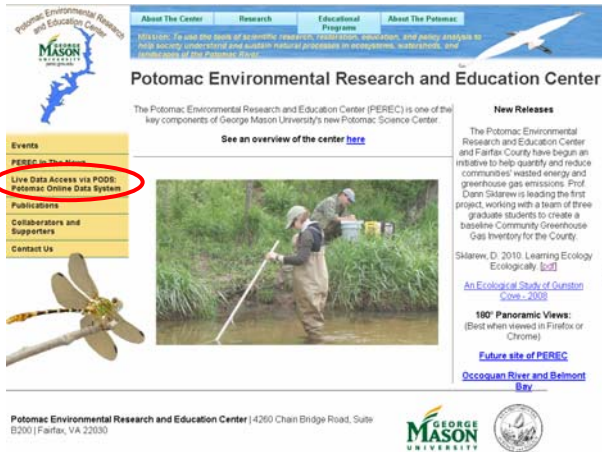 Potomac Environmental Research
and Education Center
GEORGE
MASON
UNIVERSITY
perec.gmu.edu
About The Center
Research
Educational
Programs
About The Potomac
Mission: To use the tools of scientific research, restoration, education, and policy analysis to
help society understand and sustain natural processes in ecosystems, watersheds, and
landscapes of the Potomac River.
Potomac Environmental Research and Education Center
The Potomac Environmental Research and Education Center (PEREC) is one of the
key components of George Mason University's new Potomac Science Center.
See an overview of the center here
Events
PEREC In The News
Live Data Access via PODS:
Potomac Online Data System
Publications
Collaborators and
Supporters
Contact Us
New Releases
The Potomac Environmental
Research and Education Center
and Fairfax County have begun an
initiative to help quantify and reduce
communities' wasted energy and
greenhouse gas emissions. Prof.
Dann Sklarew is leading the first
project, working with a team of three
graduate students to create a
baseline Community Greenhouse
Gas Inventory for the County.
Sklarew, D. 2010. Learning Ecology
Ecologically. [pdf]
An Ecological Study of Gunston
Cove - 2008
180° Panoramic Views:
(Best when viewed in Firefox or
Chrome)
Future site of PEREC
Occoquan River and Belmont
Bay
Potomac Environmental Research and Education Center | 4260 Chain Bridge Road, Suite
B200 | Fairfax, VA 22030
GEORGE
MASON
UNIVERSITY